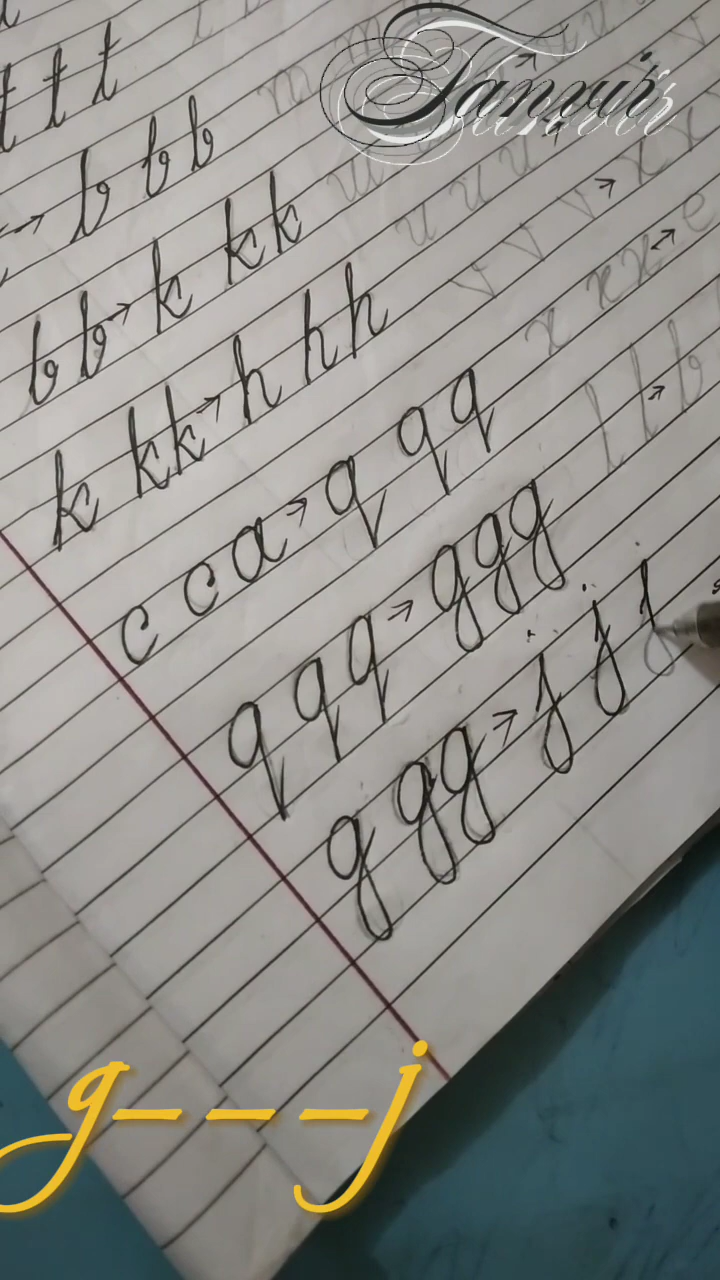 Tanvir
t t t
→ b b b
m
b b → k k k
u u u
k k k → h h h
v v v → x x
c c a → q q q
x x x → e
q q q → g g g
l l → b
g g g → j j j
g---j